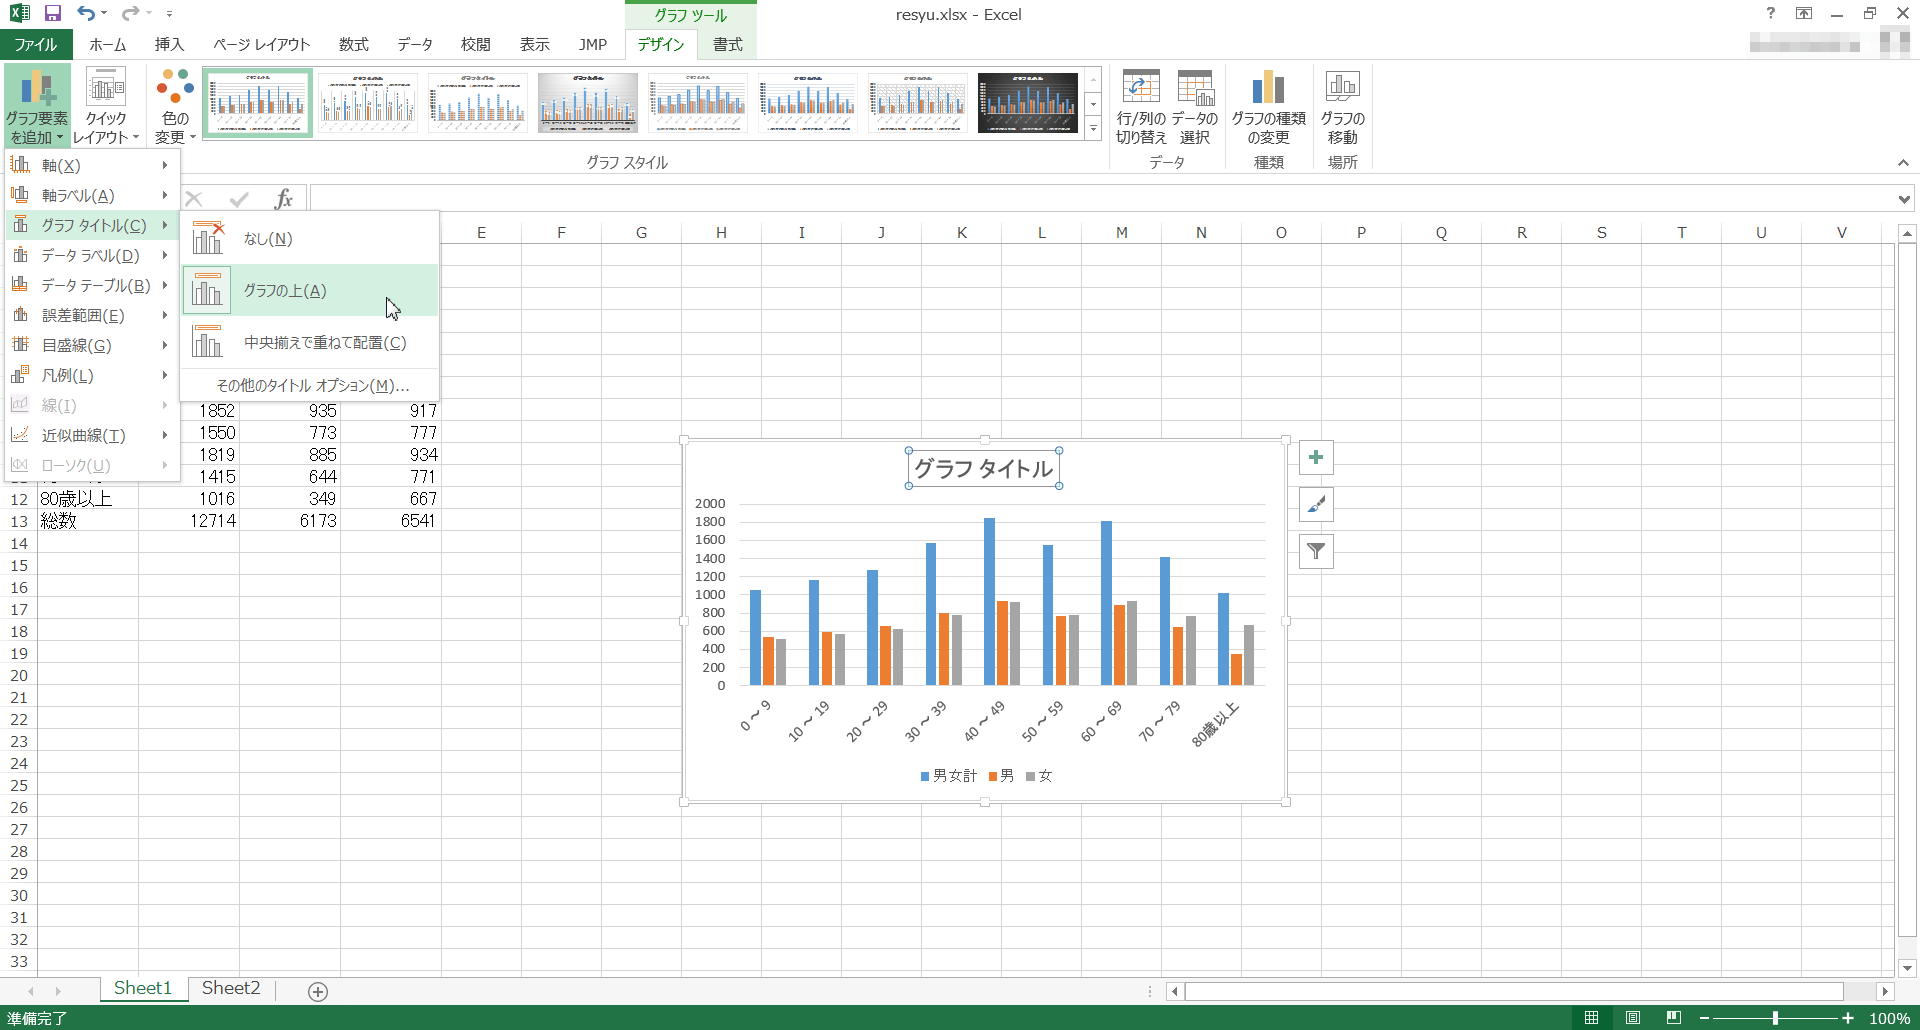 グラフ ツール
resyu.xlsx - Excel
ファイル ホーム 挿入 ページ レイアウト 数式 データ 校閲 表示 JMP デザイン 書式
グラフ要素を追加
クイック レイアウト
色の変更
行/列の切り替え
データの選択
グラフの種類の変更
グラフの移動
グラフ スタイル データ 種類 場所
軸(X)
軸ラベル(A)
グラフ タイトル(C)
データ ラベル(D)
データ テーブル(B)
誤差範囲(E)
目盛線(G)
凡例(L)
線(I)
近似曲線(T)
ローソク(U)
なし(N)
グラフの上(A)
中央揃えで重ねて配置(C)
その他のタイトル オプション(M)...
fx
E F G H I J K L M N O P Q R S T U V
1852 935 917
1550 773 777
1819 885 934
1415 644 771
12 80歳以上 1016 349 667
13 総数 12714 6173 6541
14
15
16
17
18
19
20
21
22
23
24
25
26
27
28
29
30
31
32
33
グラフ タイトル
2000
1800
1600
1400
1200
1000
800
600
400
200
0
0 ～ 9
10 ～ 19
20 ～ 29
30 ～ 39
40 ～ 49
50 ～ 59
60 ～ 69
70 ～ 79
80歳以上
男女計 男 女
Sheet1 Sheet2
準備完了
100%